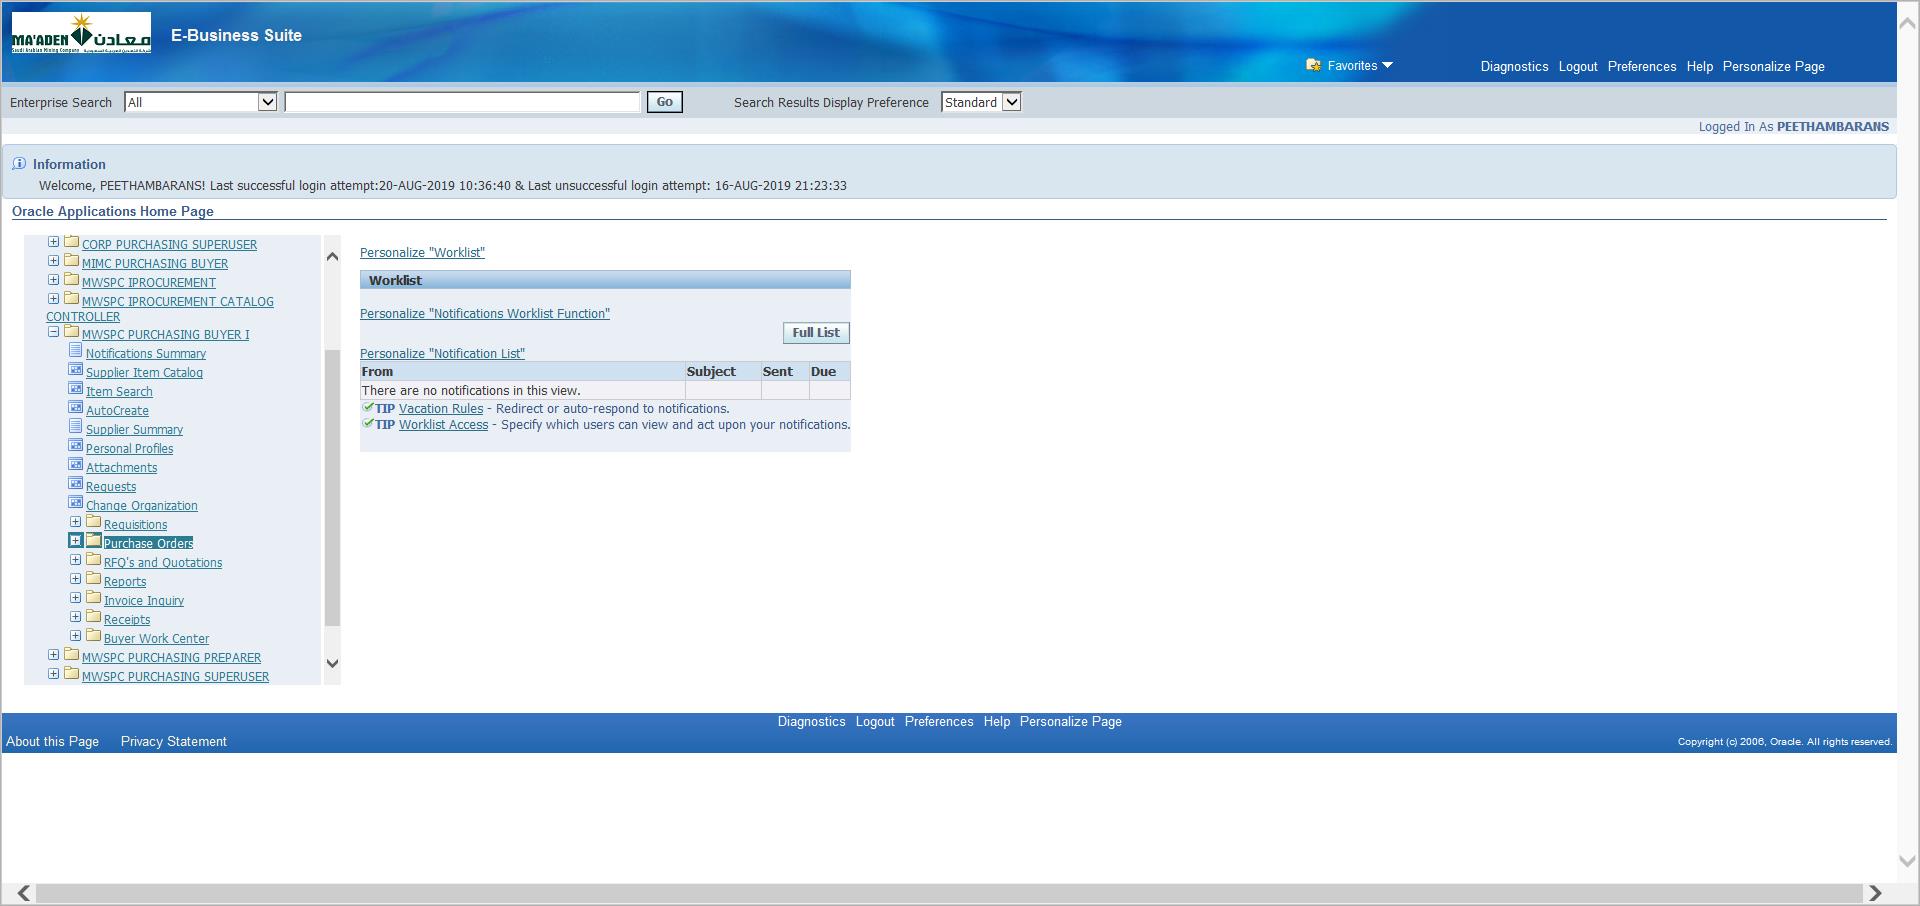 MA'ADEN معادن
Saudi Arabian Mining Company
E-Business Suite
Favorites
Diagnostics Logout Preferences Help Personalize Page
Enterprise Search All Go Search Results Display Preference Standard
Logged In As PEETHAMBARANS
Information
Welcome, PEETHAMBARANS! Last successful login attempt:20-AUG-2019 10:36:40 & Last unsuccessful login attempt: 16-AUG-2019 21:23:33
Oracle Applications Home Page
CORP PURCHASING SUPERUSER
MIMC PURCHASING BUYER
MWSPC IPROCUREMENT
MWSPC IPROCUREMENT CATALOG
CONTROLLER
MWSPC PURCHASING BUYER I
Notifications Summary
Supplier Item Catalog
Item Search
AutoCreate
Supplier Summary
Personal Profiles
Attachments
Requests
Change Organization
Requisitions
Purchase Orders
RFQ's and Quotations
Reports
Invoice Inquiry
Receipts
Buyer Work Center
MWSPC PURCHASING PREPARER
MWSPC PURCHASING SUPERUSER
Personalize "Worklist"
Worklist
Personalize "Notifications Worklist Function"
Full List
Personalize "Notification List"
From Subject Sent Due
There are no notifications in this view.
TIP Vacation Rules - Redirect or auto-respond to notifications.
TIP Worklist Access - Specify which users can view and act upon your notifications.
Diagnostics Logout Preferences Help Personalize Page
About this Page Privacy Statement
Copyright (c) 2006, Oracle. All rights reserved.